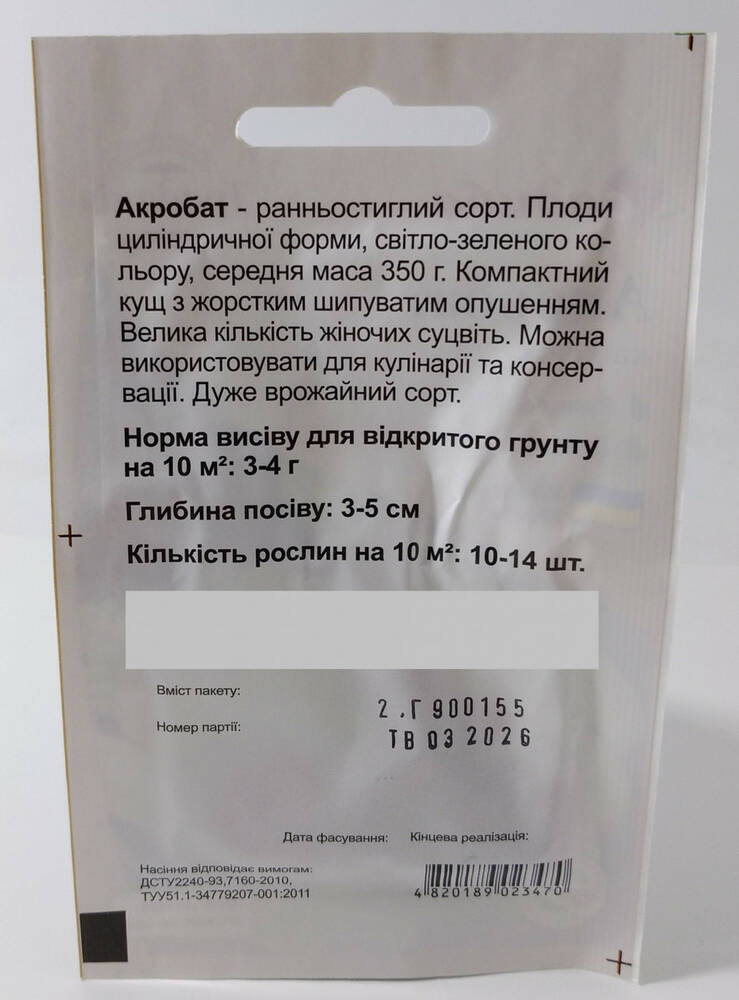 Акробат - ранньостиглий сорт. Плоди
циліндричної форми, світло-зеленого ко-
льору, середня маса 350 г. Компактний
кущ з жорстким шипуватим опушенням.
Велика кількість жіночих суцвіть. Можна
використовувати для кулінарії та консер-
вації. Дуже врожайний сорт.
Норма висіву для відкритого грунту
на 10 м²: 3-4 г
Глибина посіву: 3-5 см
Кількість рослин на 10 м²: 10-14 шт.
Вміст пакету:
2.Г 900155
Номер партії:
ТВ 03 2026
Дата фасування: Кінцева реалізація:
Насіння відповідає вимогам:
ДСТУ2240-93,7160-2010,
ТУУ51.1-34779207-001:2011
4 820189 023470